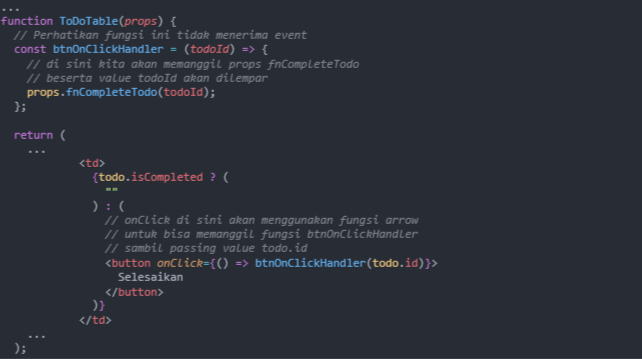 ...
function ToDoTable(props) {
  // Perhatikan fungsi ini tidak menerima event
  const btnOnClickHandler = (todoId) => {
    // di sini kita akan memanggil props fnCompleteTodo
    // beserta value todoId akan dilempar
    props.fnCompleteTodo(todoId);
  };

  return (
    ...
            <td>
              {todo.isCompleted ? (
                ""
              ) : (
                // onClick di sini akan menggunakan fungsi arrow
                // untuk bisa memanggil fungsi btnOnClickHandler
                // sambil passing value todo.id
                <button onClick={() => btnOnClickHandler(todo.id)}>
                  Selesaikan
                </button>
              )}
            </td>
    ...
  );